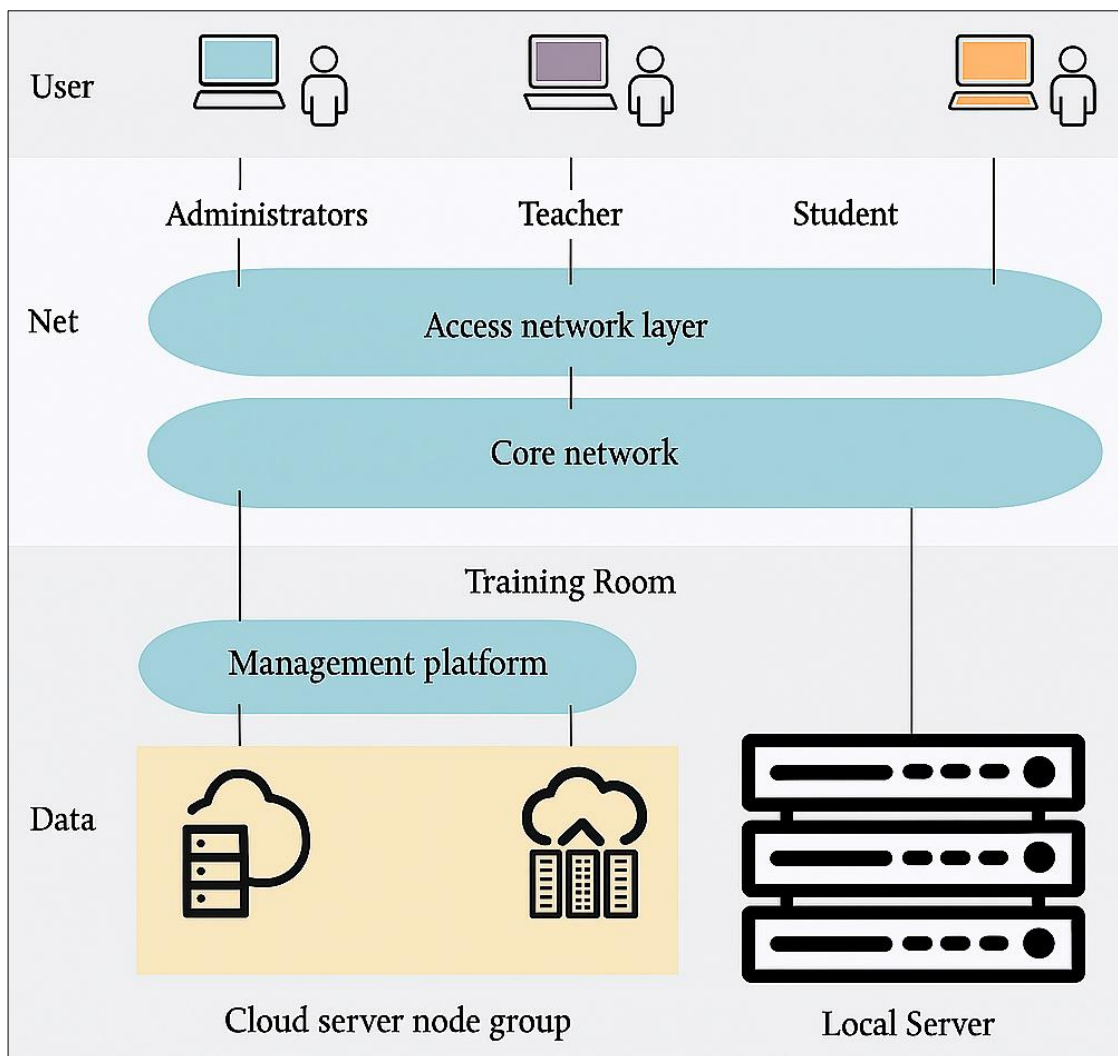 User
Administrators
Teacher
Student
Net
Access network layer
Core network
Training Room
Management platform
Data
Cloud server node group
Local Server